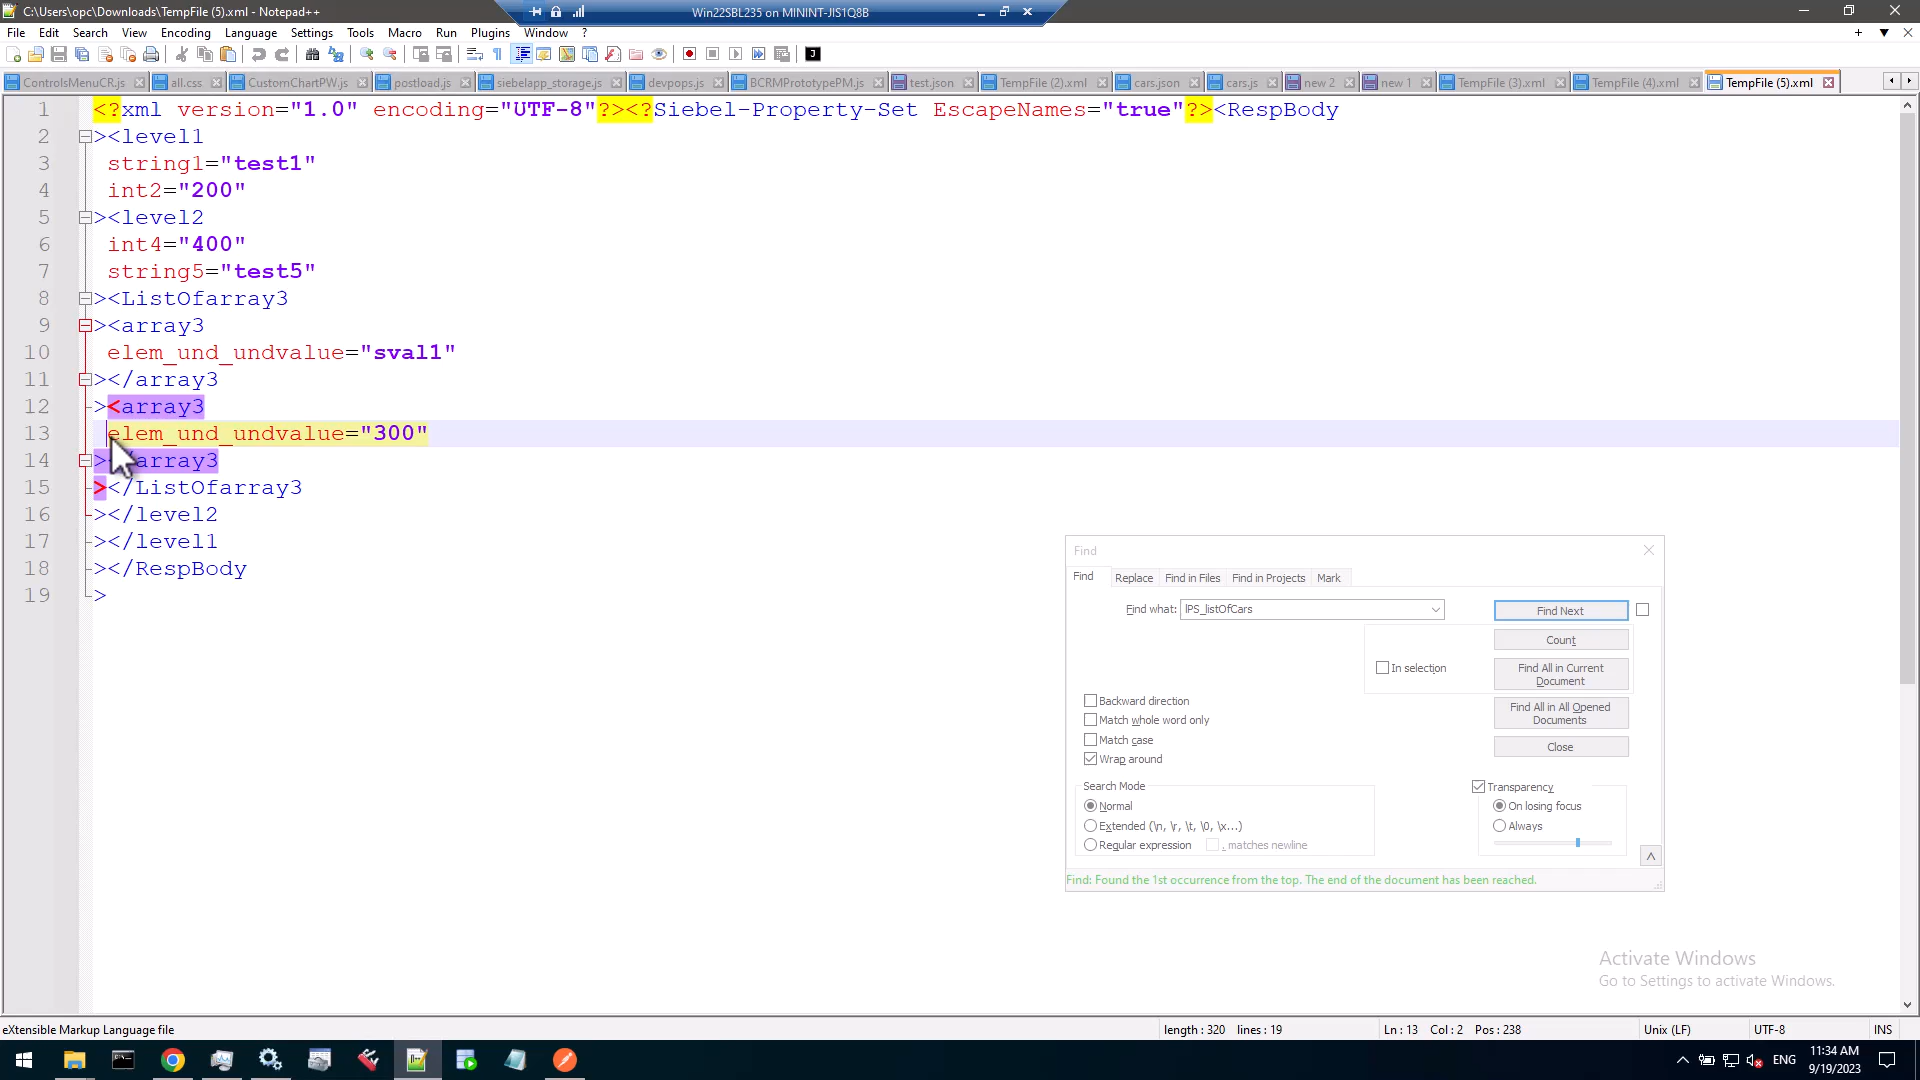 C:\Users\opc\Downloads\TempFile (5).xml - Notepad++
Win22SBL235 on MININT-JIS1Q8B
File Edit Search View Encoding Language Settings Tools Macro Run Plugins Window ?
ControlsMenuCR.js all.css CustomChartPW.js postload.js siebelapp_storage.js devpops.js BCRMPrototypePM.js test.json TempFile (2).xml cars.json cars.js new 2 new 1 TempFile (3).xml TempFile (4).xml TempFile (5).xml
1 <?xml version="1.0" encoding="UTF-8"?><?Siebel-Property-Set EscapeNames="true"?><RespBody
2 ><level1
3 string1="test1"
4 int2="200"
5 ><level2
6 int4="400"
7 string5="test5"
8 ><ListOfarray3
9 ><array3
10 elem_und_undvalue="sval1"
11 ></array3
12 ><array3
13 elem_und_undvalue="300"
14 ></array3
15 ></ListOfarray3
16 ></level2
17 ></level1
18 ></RespBody
19 >
Find
Find Replace Find in Files Find in Projects Mark
Find what: lPS_listOfCars Find Next
Count
In selection Find All in Current Document
Backward direction
Find All in All Opened Documents
Match whole word only
Match case
Close
Wrap around
Search Mode
Normal
Extended (\n, \r, \t, \0, \x...)
Regular expression . matches newline
Transparency
On losing focus
Always
Find: Found the 1st occurrence from the top. The end of the document has been reached.
Activate Windows
Go to Settings to activate Windows.
eXtensible Markup Language file length : 320 lines : 19 Ln : 13 Col : 2 Pos : 238 Unix (LF) UTF-8 INS
ENG 11:34 AM
9/19/2023